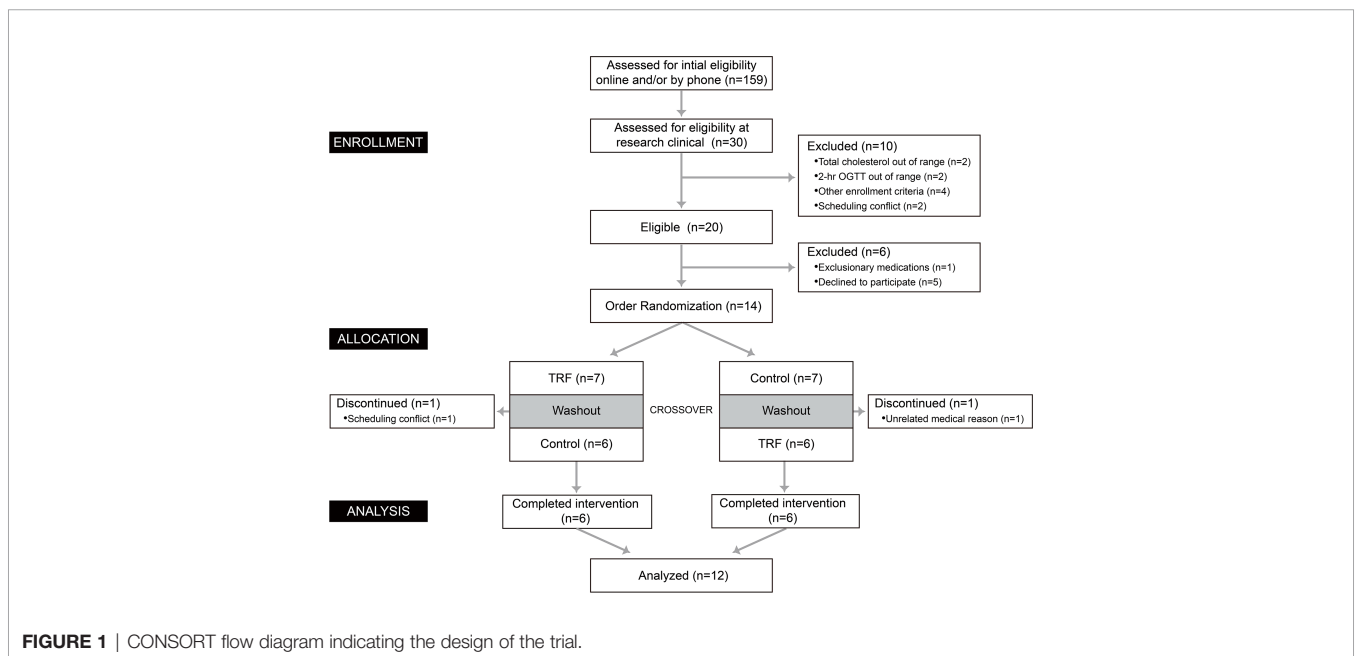 Assessed for intial eligibility
online and/or by phone (n=159)
ENROLLMENT
Assessed for eligibility at
research clinical (n=30)
Excluded (n=10)
•Total cholesterol out of range (n=2)
•2-hr OGTT out of range (n=2)
•Other enrollment criteria (n=4)
•Scheduling conflict (n=2)
Eligible (n=20)
Excluded (n=6)
•Exclusionary medications (n=1)
•Declined to participate (n=5)
Order Randomization (n=14)
ALLOCATION
TRF (n=7)
Control (n=7)
Discontinued (n=1)
•Scheduling conflict (n=1)
Washout
CROSSOVER
Washout
Discontinued (n=1)
•Unrelated medical reason (n=1)
Control (n=6)
TRF (n=6)
ANALYSIS
Completed intervention
(n=6)
Completed intervention
(n=6)
Analyzed (n=12)
FIGURE 1 | CONSORT flow diagram indicating the design of the trial.